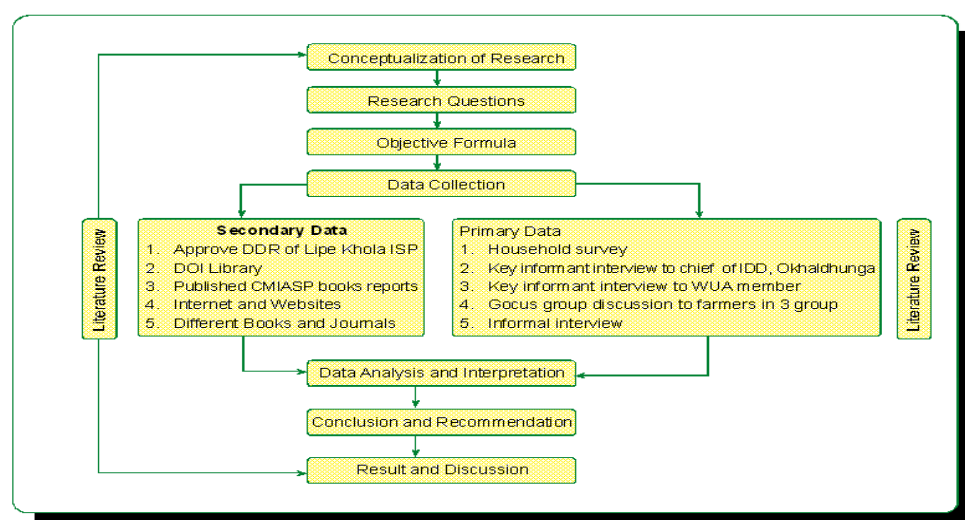 Conceptualization of Research
Research Questions
Objective Formula
Data Collection
Literature Review
Secondary Data
1. Approve DDR of Lipe Khola ISP
2. DOI Library
3. Published CMIASP books reports
4. Internet and Websites
5. Different Books and Journals
Primary Data
1. Household survey
2. Key informant interview to chief of IDD, Okhaldhunga
3. Key informant interview to WUA member
4. Gocus group discussion to farmers in 3 group
5. Informal interview
Literature Review
Data Analysis and Interpretation
Conclusion and Recommendation
Result and Discussion